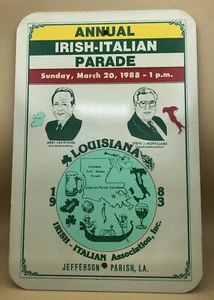 ANNUAL
IRISH-ITALIAN
PARADE
Sunday, March 20, 1988 - 1 p.m.
LOUISIANA
19 83
IRISH - ITALIAN Association, Inc.
JEFFERSON PARISH, LA.